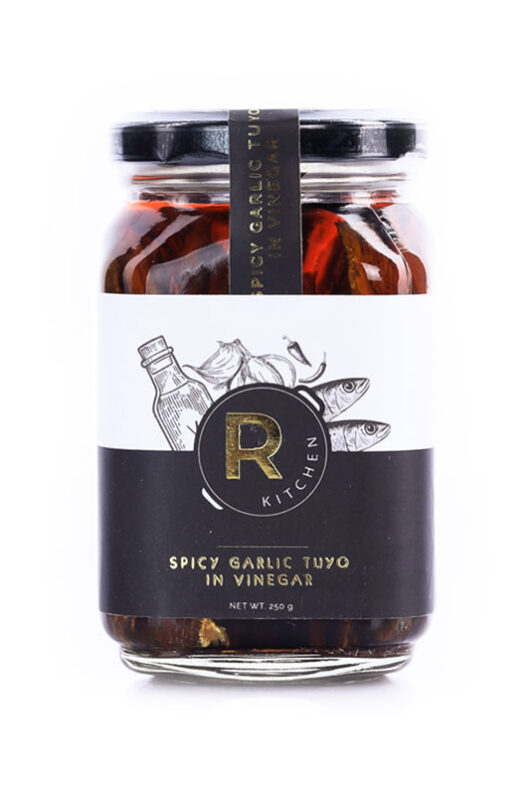 SPICY GARLIC TUYO
IN VINEGAR
R
KITCHEN
SPICY GARLIC TUYO
IN VINEGAR
NET WT. 250 g